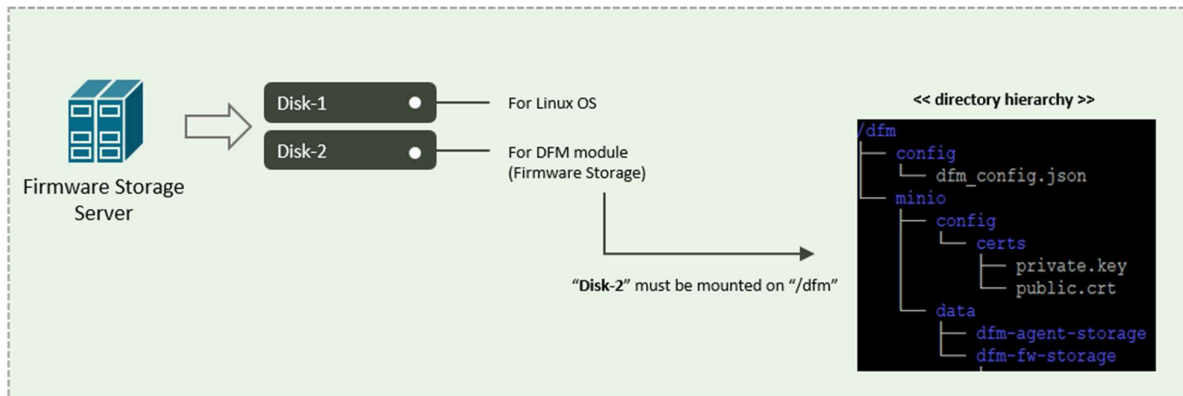 Firmware Storage
Server
Disk-1
Disk-2
For Linux OS
For DFM module
(Firmware Storage)
“Disk-2” must be mounted on “/dfm”
<< directory hierarchy >>
/dfm
config
dfm_config.json
minio
config
certs
private.key
public.crt
data
dfm-agent-storage
dfm-fw-storage